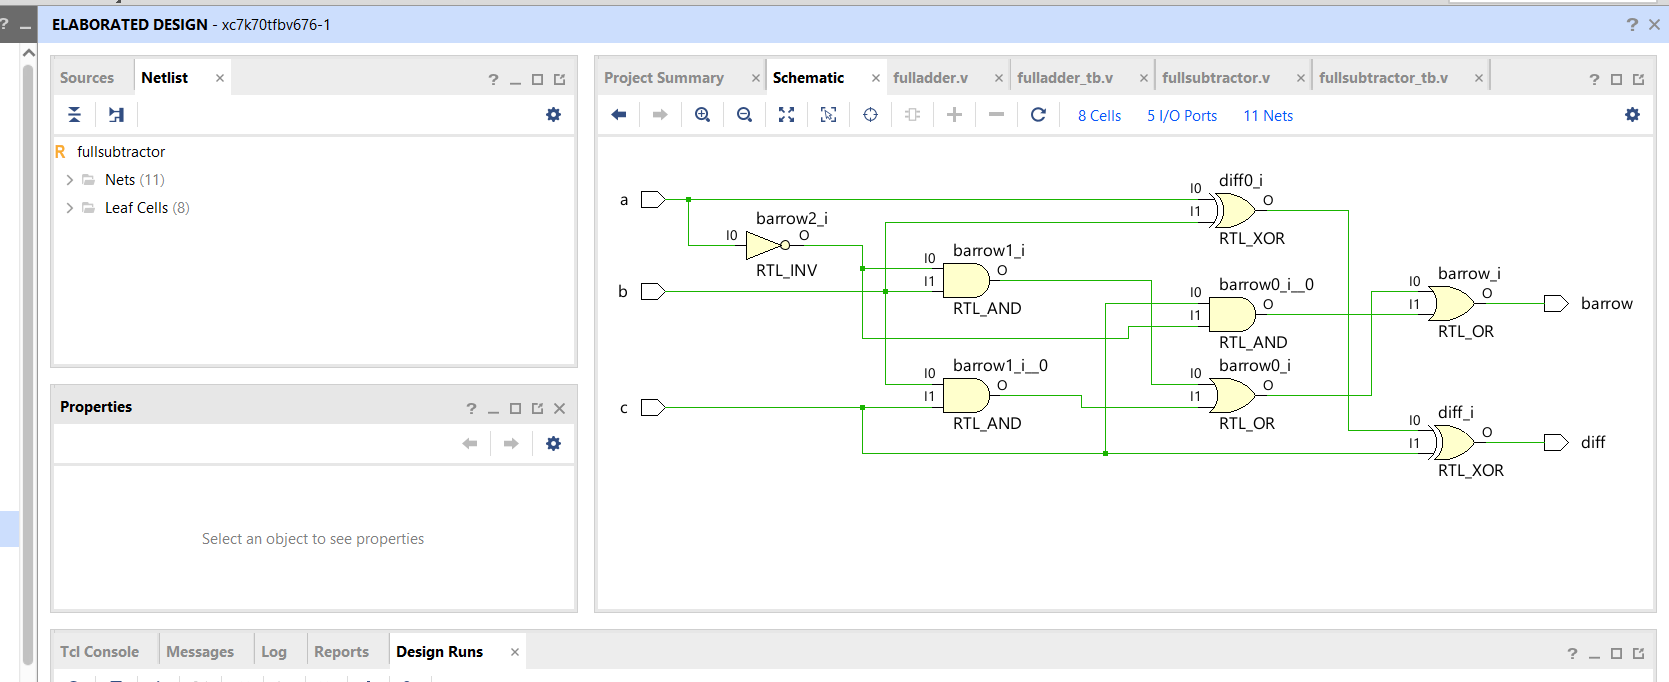 ELABORATED DESIGN - xc7k70tfbv676-1
Sources Netlist
fullsubtractor
Nets (11)
Leaf Cells (8)
Properties
Select an object to see properties
Project Summary Schematic fulladder.v fulladder_tb.v fullsubtractor.v fullsubtractor_tb.v
8 Cells 5 I/O Ports 11 Nets
a
b
c
barrow2_i
I0 O
RTL_INV
barrow1_i
I0 O
I1
RTL_AND
barrow1_i__0
I0 O
I1
RTL_AND
diff0_i
I0 O
I1
RTL_XOR
barrow0_i__0
I0 O
I1
RTL_AND
barrow0_i
I0 O
I1
RTL_OR
barrow_i
I0 O
I1
RTL_OR
barrow
diff_i
I0 O
I1
RTL_XOR
diff
Tcl Console Messages Log Reports Design Runs